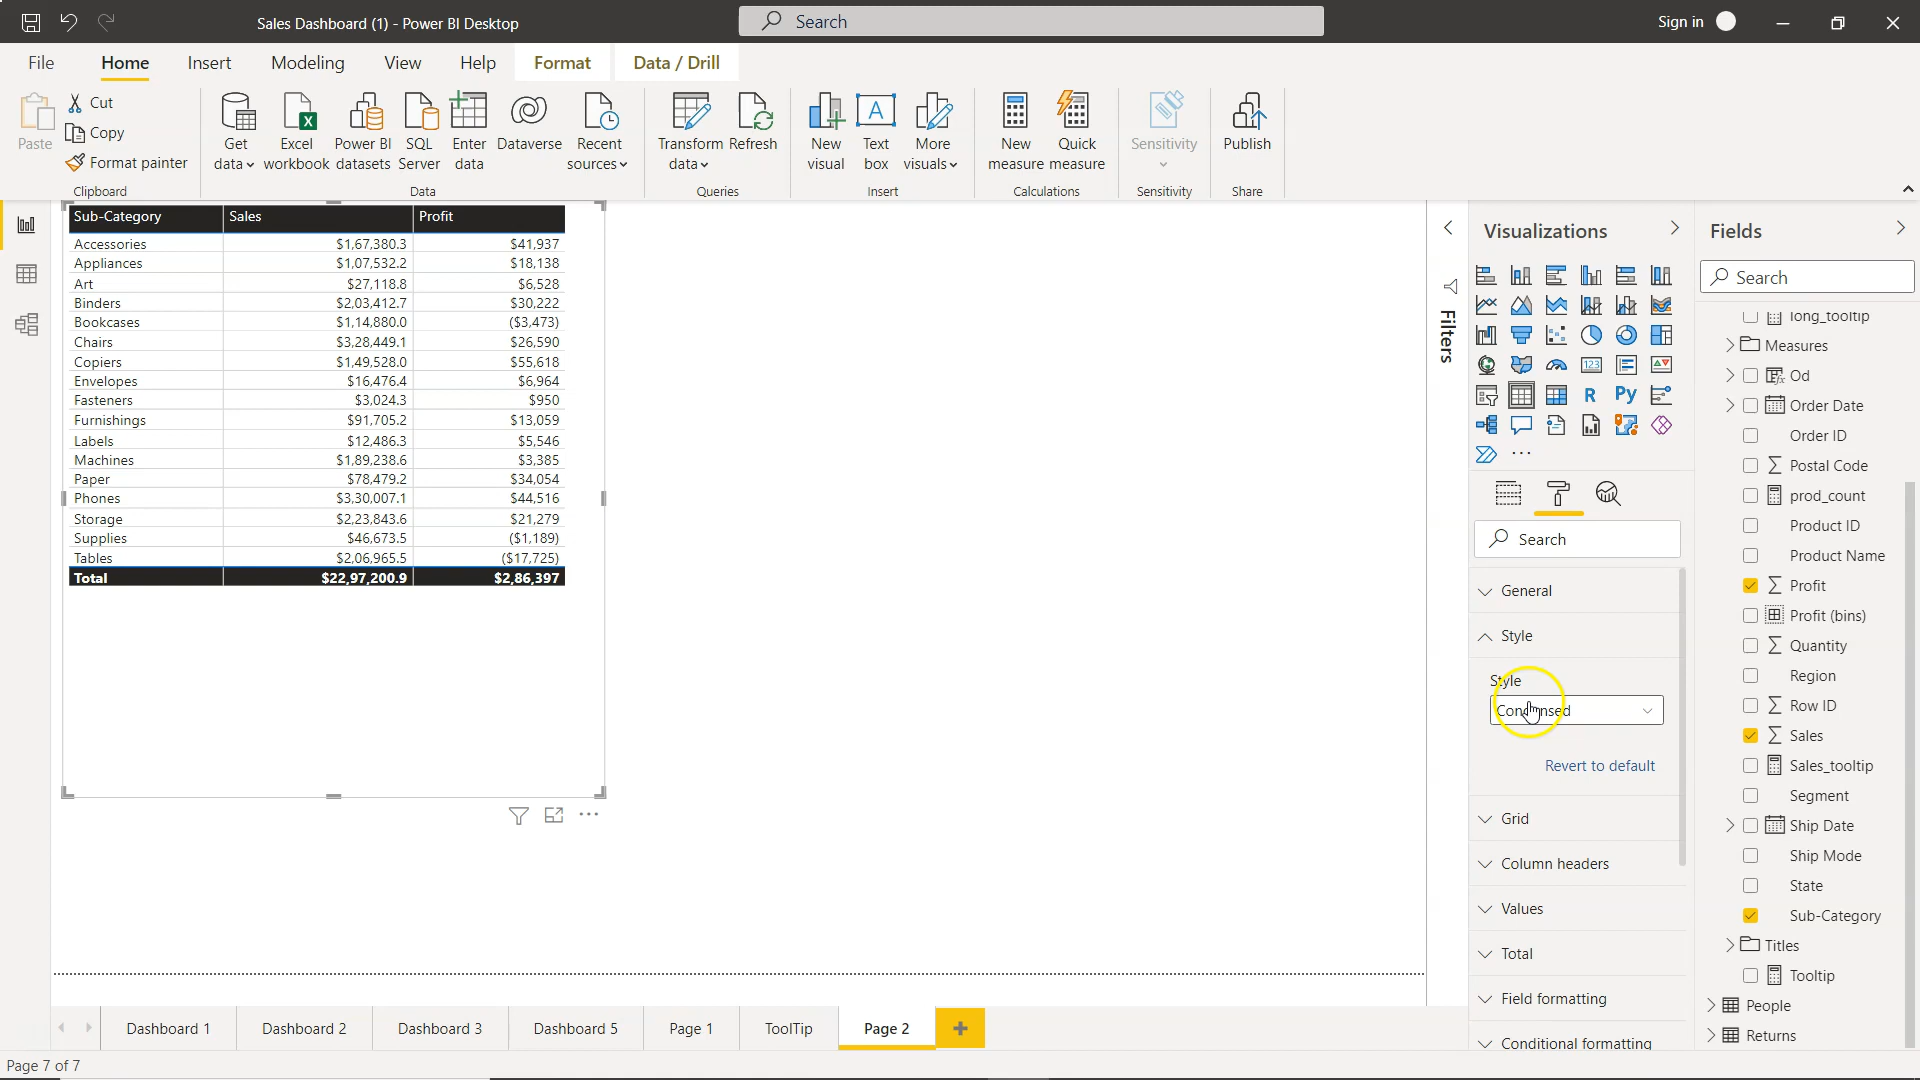 Sales Dashboard (1) - Power BI Desktop
Search
Sign in
File
Home
Insert
Modeling
View
Help
Format
Data / Drill
Paste
Cut
Copy
Format painter
Clipboard
Get data
Excel workbook
Power BI datasets
SQL Server
Enter data
Dataverse
Recent sources
Data
Transform data
Refresh
Queries
New visual
Text box
More visuals
Insert
New measure
Quick measure
Calculations
Sensitivity
Sensitivity
Publish
Share
Sub-Category Sales Profit
Accessories $1,67,380.3 $41,937
Appliances $1,07,532.2 $18,138
Art $27,118.8 $6,528
Binders $2,03,412.7 $30,222
Bookcases $1,14,880.0 ($3,473)
Chairs $3,28,449.1 $26,590
Copiers $1,49,528.0 $55,618
Envelopes $16,476.4 $6,964
Fasteners $3,024.3 $950
Furnishings $91,705.2 $13,059
Labels $12,486.3 $5,546
Machines $1,89,238.6 $3,385
Paper $78,479.2 $34,054
Phones $3,30,007.1 $44,516
Storage $2,23,843.6 $21,279
Supplies $46,673.5 ($1,189)
Tables $2,06,965.5 ($17,725)
Total $22,97,200.9 $2,86,397
Filters
Visualizations
123
R
Py
Search
General
Style
Style
Condensed
Revert to default
Grid
Column headers
Values
Total
Field formatting
Conditional formatting
Fields
Search
long_tooltip
Measures
Od
Order Date
Order ID
Postal Code
prod_count
Product ID
Product Name
Profit
Profit (bins)
Quantity
Region
Row ID
Sales
Sales_tooltip
Segment
Ship Date
Ship Mode
State
Sub-Category
Titles
Tooltip
People
Returns
Dashboard 1
Dashboard 2
Dashboard 3
Dashboard 5
Page 1
ToolTip
Page 2
Page 7 of 7